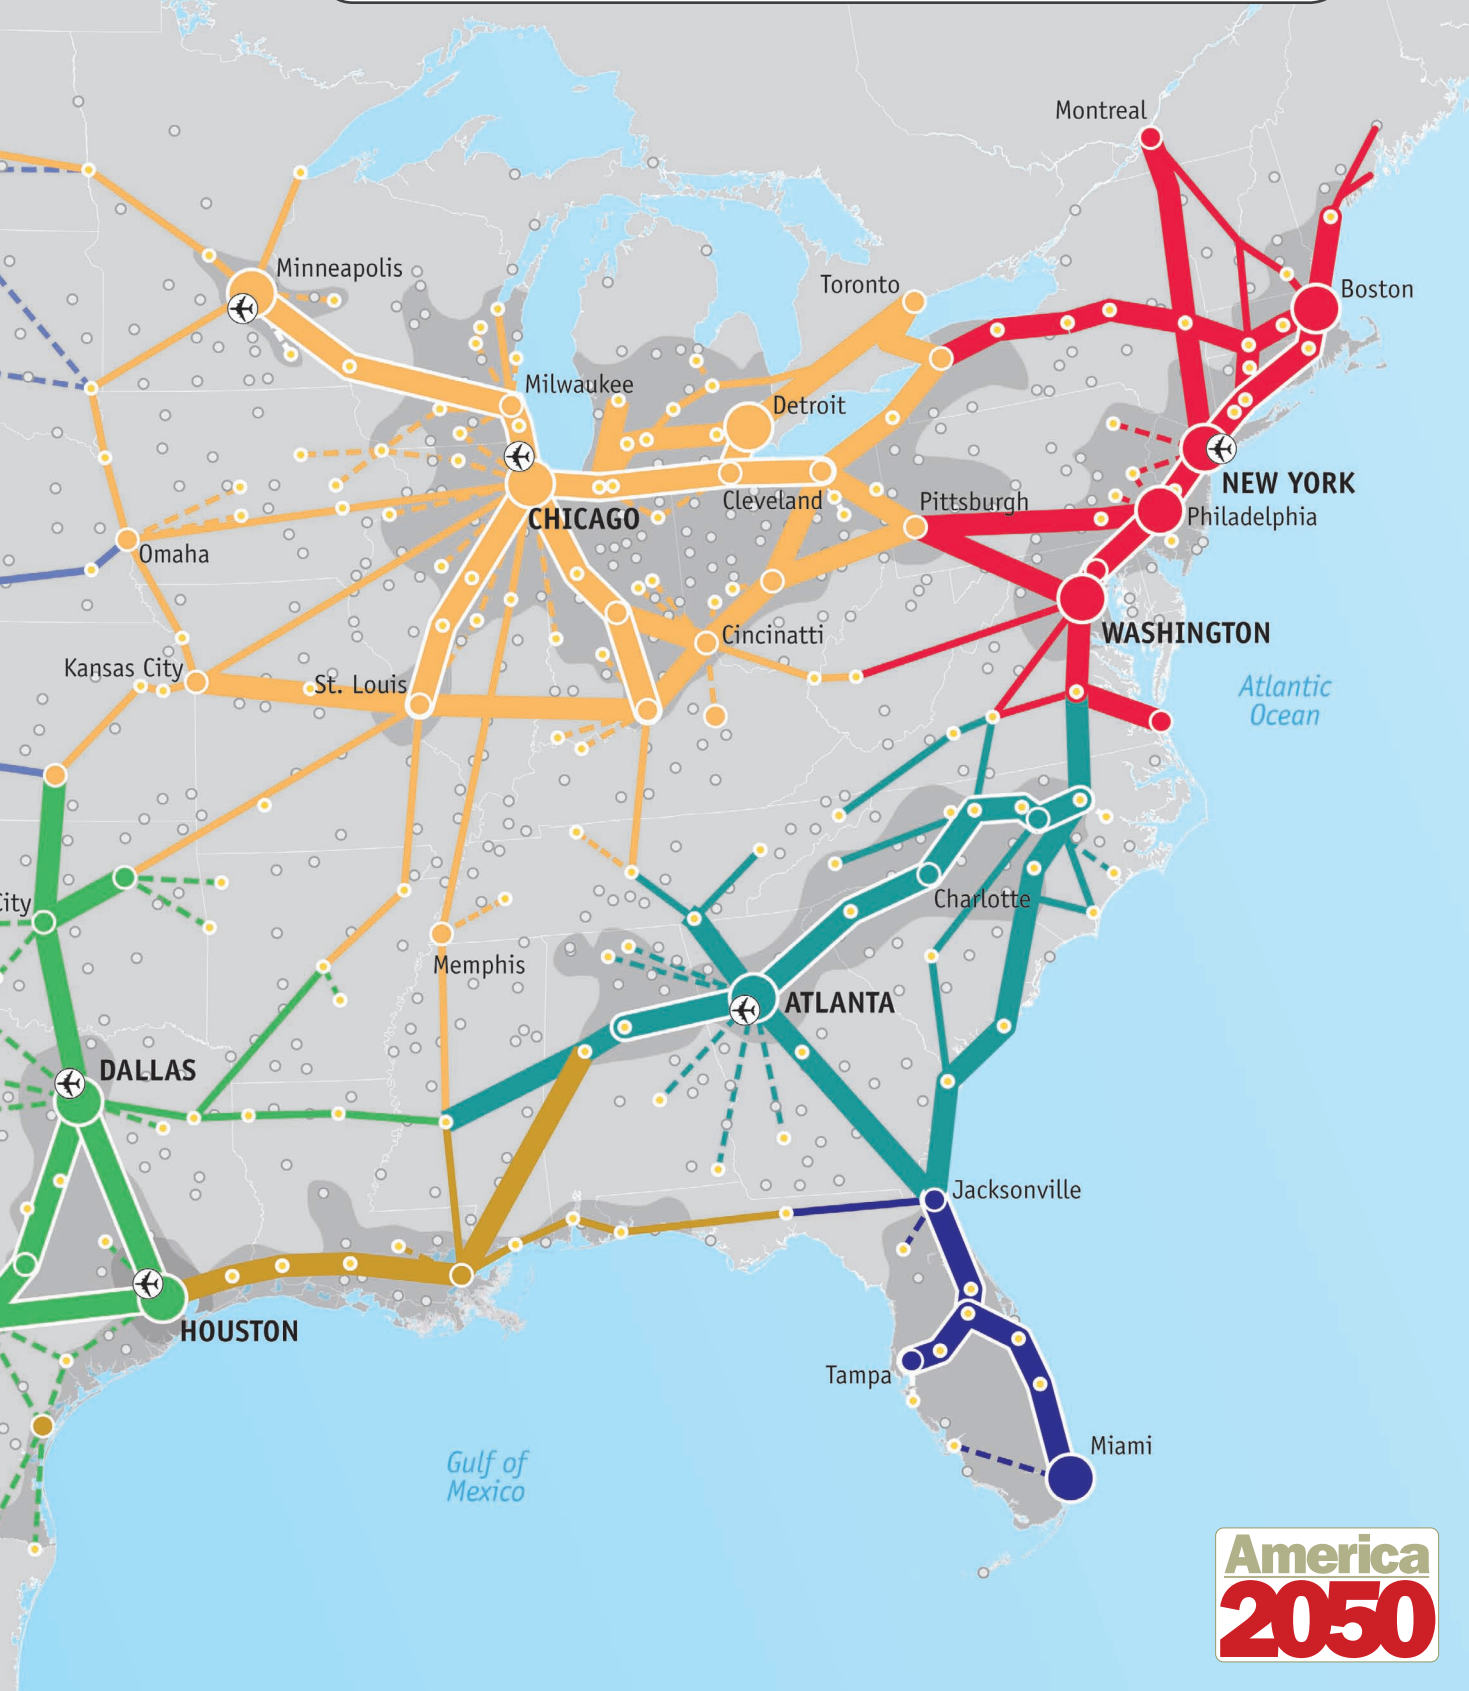 Montreal
Minneapolis
Toronto
Boston
Milwaukee
Detroit
NEW YORK
Cleveland
Pittsburgh
CHICAGO
Philadelphia
Omaha
Cincinatti
WASHINGTON
Kansas City
St. Louis
Atlantic
Ocean
City
Charlotte
Memphis
ATLANTA
DALLAS
Jacksonville
HOUSTON
Tampa
Miami
Gulf of
Mexico
America
2050